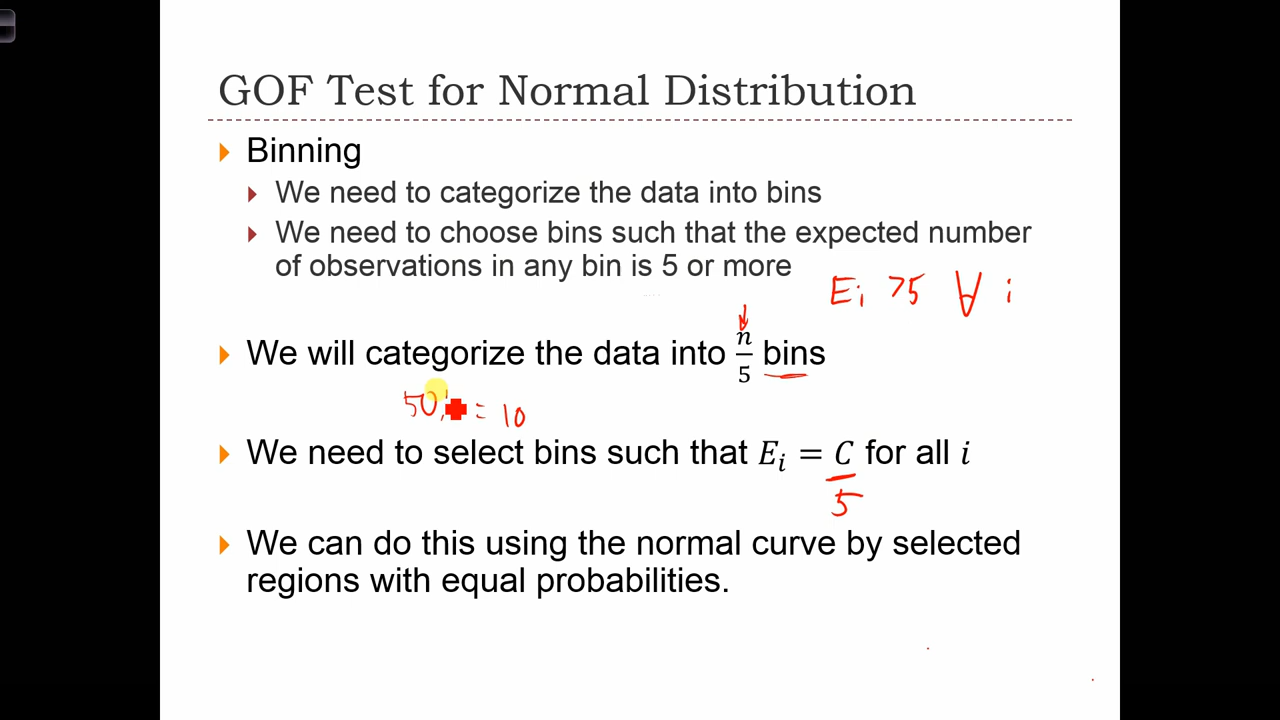 GOF Test for Normal Distribution
Binning
We need to categorize the data into bins
We need to choose bins such that the expected number
of observations in any bin is 5 or more
Ei >5 ∀ i
We will categorize the data into n/5 bins
50 = 10
We need to select bins such that Ei = C for all i
5
We can do this using the normal curve by selected
regions with equal probabilities.